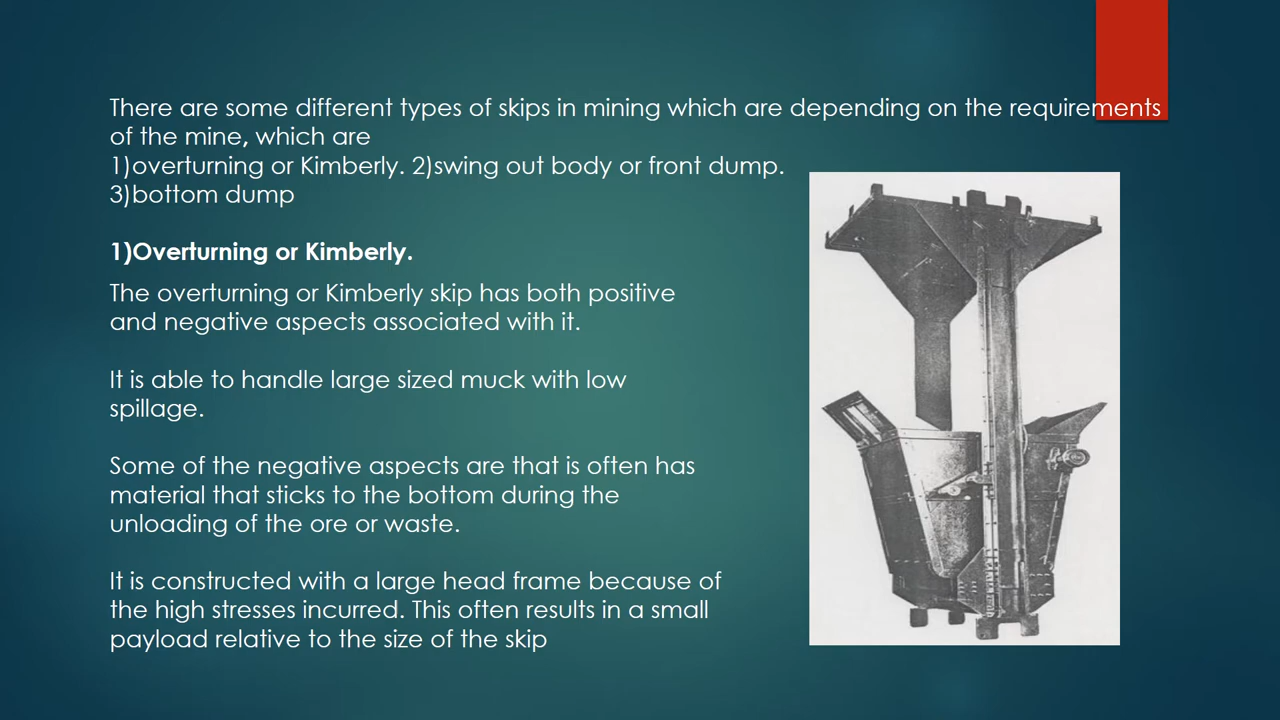 There are some different types of skips in mining which are depending on the requirements
of the mine, which are
1)overturning or Kimberly. 2)swing out body or front dump.
3)bottom dump
1)Overturning or Kimberly.
The overturning or Kimberly skip has both positive
and negative aspects associated with it.
It is able to handle large sized muck with low
spillage.
Some of the negative aspects are that is often has
material that sticks to the bottom during the
unloading of the ore or waste.
It is constructed with a large head frame because of
the high stresses incurred. This often results in a small
payload relative to the size of the skip